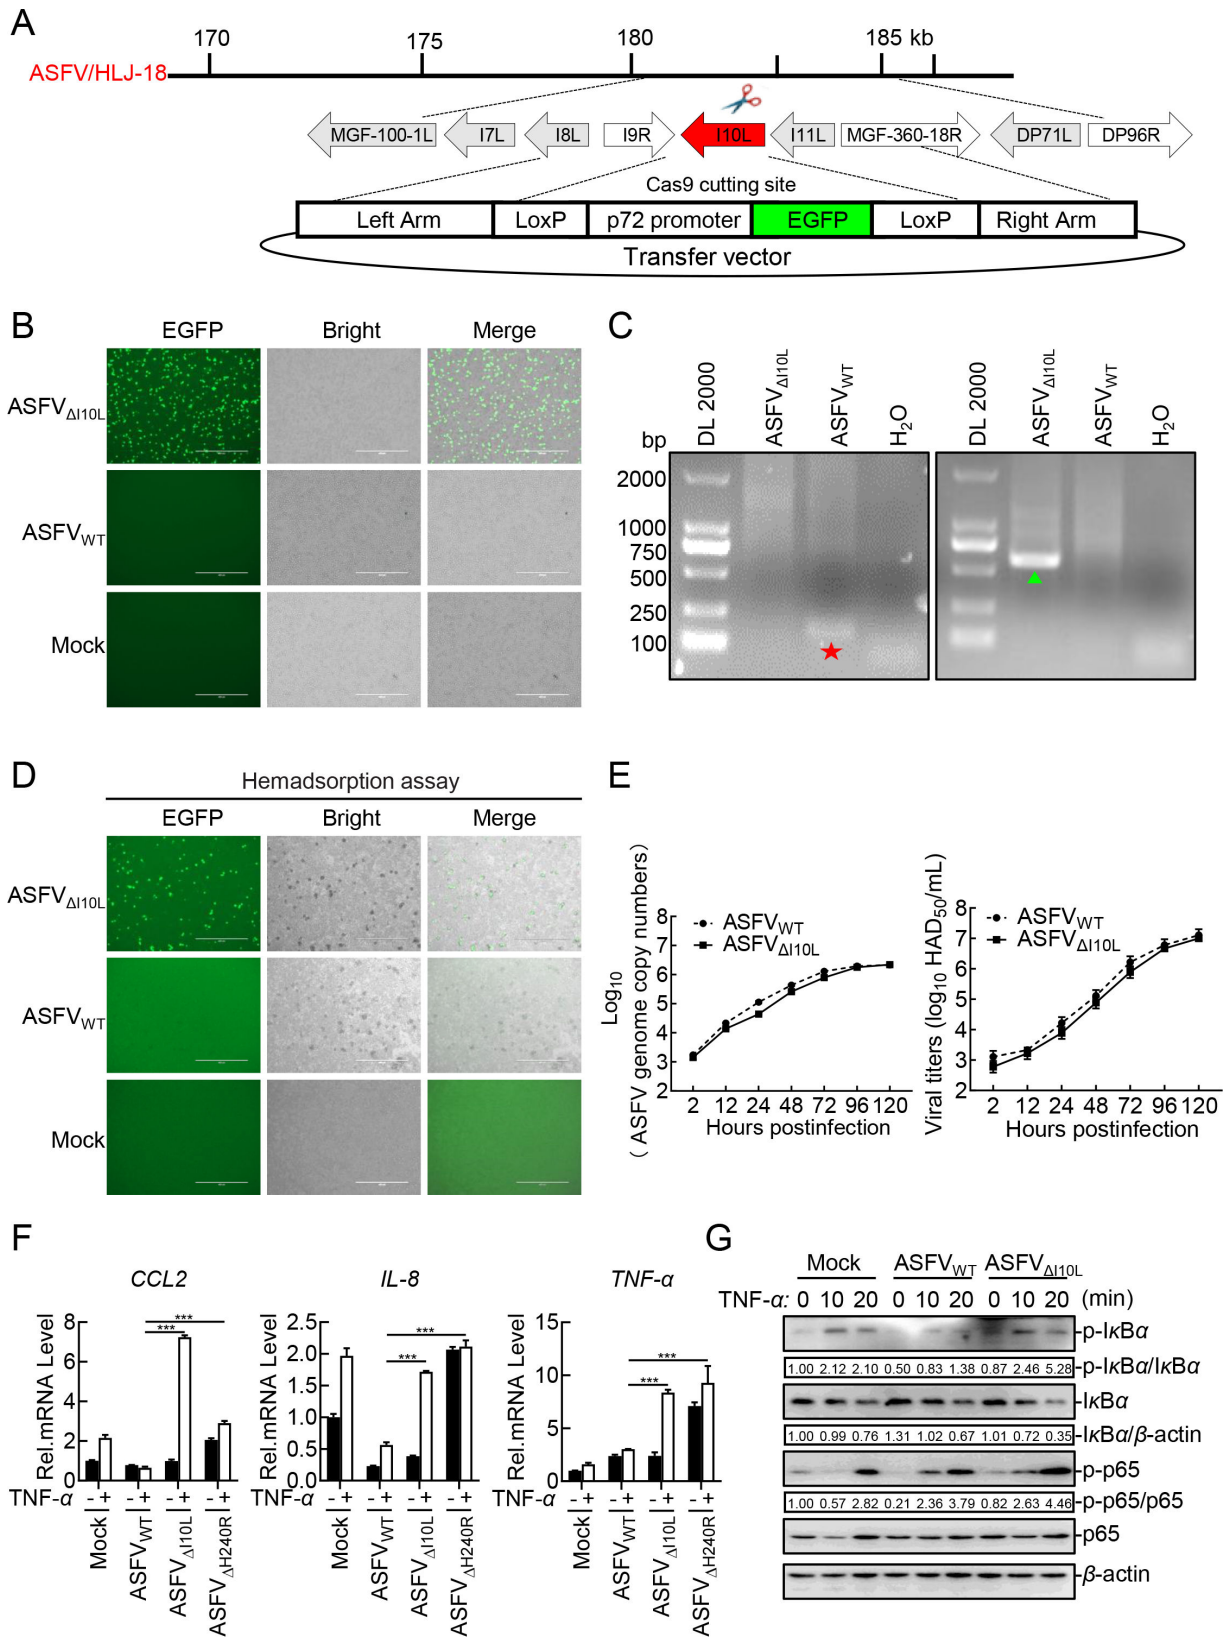 A
170 175 180 185 kb
ASFV/HLJ-18
MGF-100-1L I7L I8L I9R I10L I11L MGF-360-18R DP71L DP96R
Cas9 cutting site
Left Arm LoxP p72 promoter EGFP LoxP Right Arm
Transfer vector
B
EGFP Bright Merge
ASFVΔI10L
ASFVWT
Mock
C
DL 2000 ASFVΔI10L ASFVWT H2O DL 2000 ASFVΔI10L ASFVWT H2O
bp
2000
1000
750
500
250
100
D
Hemadsorption assay
EGFP Bright Merge
ASFVΔI10L
ASFVWT
Mock
E
Log10
(ASFV genome copy numbers)
8
7
6
5
4
3
2
ASFVWT
ASFVΔI10L
2 12 24 48 72 96 120
Hours postinfection
Viral titers (log10 HAD50/mL)
8
7
6
5
4
3
2
ASFVWT
ASFVΔI10L
2 12 24 48 72 96 120
Hours postinfection
F
CCL2
Rel.mRNA Level
8
6
4
2
0
***
***
TNF-α - + - + - + - +
Mock ASFVWT ASFVΔI10L ASFVΔH240R
IL-8
Rel.mRNA Level
2.5
2.0
1.5
1.0
0.5
0.0
***
***
TNF-α - + - + - + - +
Mock ASFVWT ASFVΔI10L ASFVΔH240R
TNF-α
Rel.mRNA Level
15
10
5
0
***
***
TNF-α - + - + - + - +
Mock ASFVWT ASFVΔI10L ASFVΔH240R
G
Mock ASFVWT ASFVΔI10L
TNF-α: 0 10 20 0 10 20 0 10 20 (min)
p-IκBα
1.00 2.12 2.10 0.50 0.83 1.38 0.87 2.46 5.28 p-IκBα/IκBα
IκBα
1.00 0.99 0.76 1.31 1.02 0.67 1.01 0.72 0.35 IκBα/β-actin
p-p65
1.00 0.57 2.82 0.21 2.36 3.79 0.82 2.63 4.46 p-p65/p65
p65
β-actin